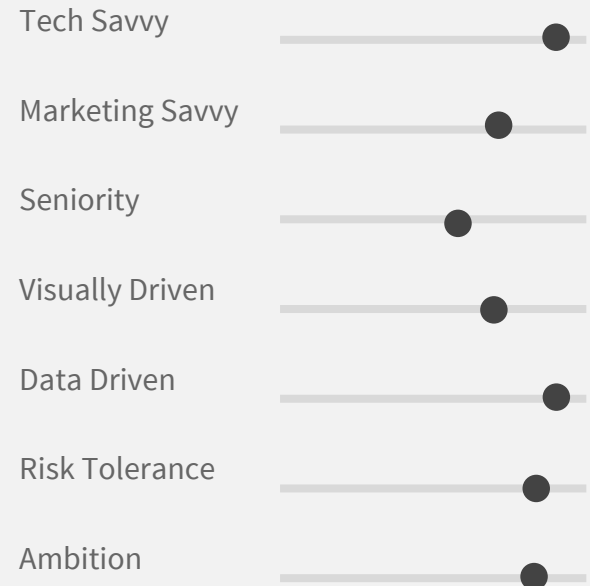 Tech Savvy
Marketing Savvy
Seniority
Visually Driven
Data Driven
Risk Tolerance
Ambition